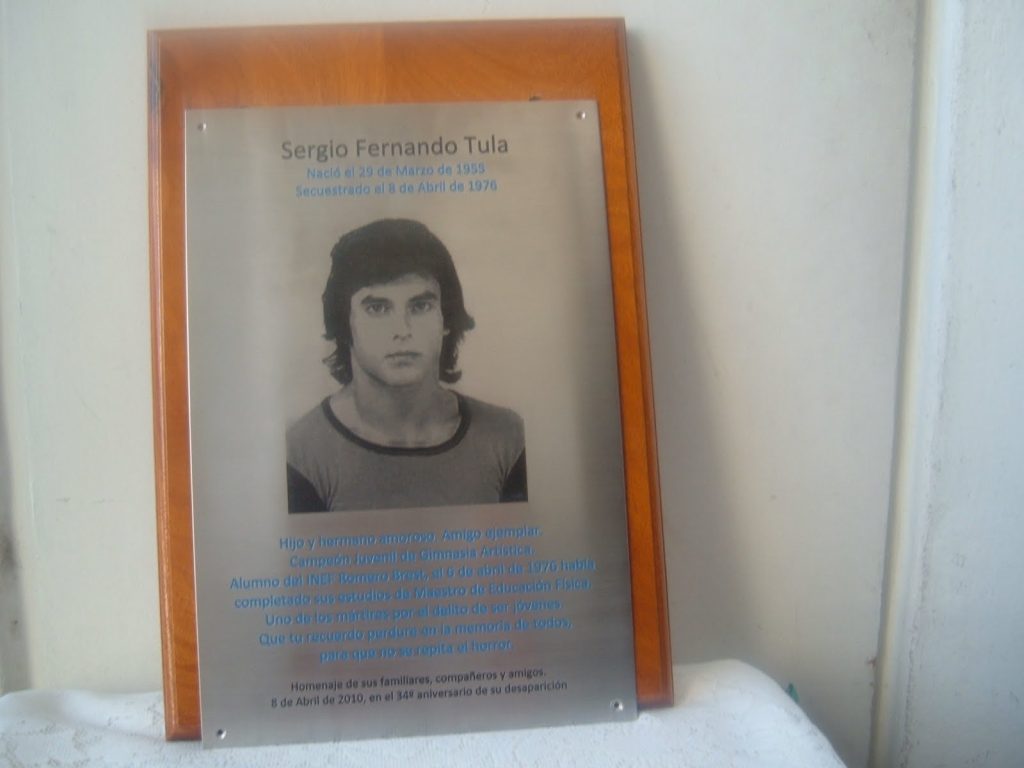 Sergio Fernando Tula
Nació el 29 de Marzo de 1955
Secuestrado el 8 de Abril de 1976
Hijo y hermano amoroso. Amigo ejemplar.
Campeón Juvenil de Gimnasia Artística.
Alumno del INEF Romero Brest, el 6 de abril de 1976 había
completado sus estudios de Maestro de Educación Física.
Uno de los mártires por el delito de ser jóvenes.
Que tu recuerdo perdure en la memoria de todos,
para que no se repita el horror.
Homenaje de sus familiares, compañeros y amigos.
8 de Abril de 2010, en el 34º aniversario de su desaparición